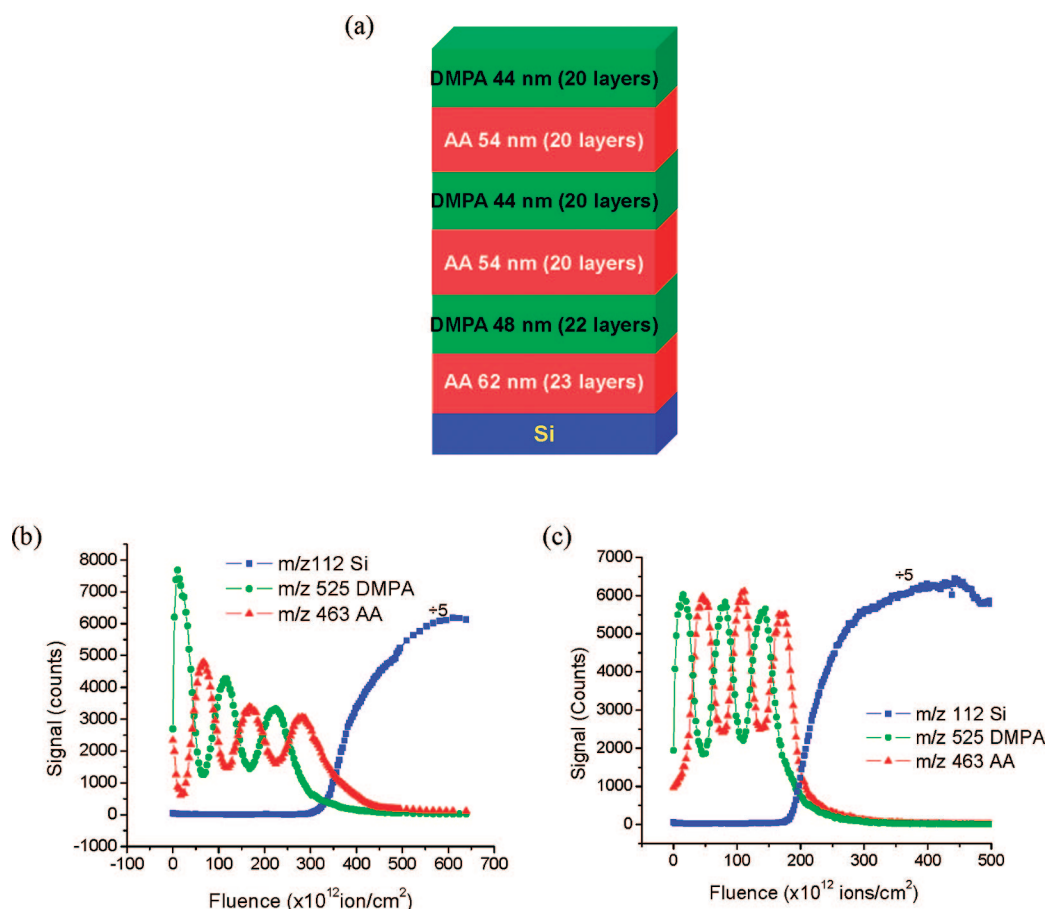 (a)
DMPA 44 nm (20 layers)
AA 54 nm (20 layers)
DMPA 44 nm (20 layers)
AA 54 nm (20 layers)
DMPA 48 nm (22 layers)
AA 62 nm (23 layers)
Si
(b)
8000
7000
6000
5000
4000
3000
2000
1000
0
-1000
Signal (counts)
m/z112 Si
m/z 525 DMPA
m/z 463 AA
÷5
-100 0 100 200 300 400 500 600 700
Fluence (x10¹²ion/cm²)
(c)
7000
6000
5000
4000
3000
2000
1000
0
Signal (Counts)
÷5
m/z 112 Si
m/z 525 DMPA
m/z 463 AA
0 100 200 300 400 500
Fluence (x10¹² ions/cm²)